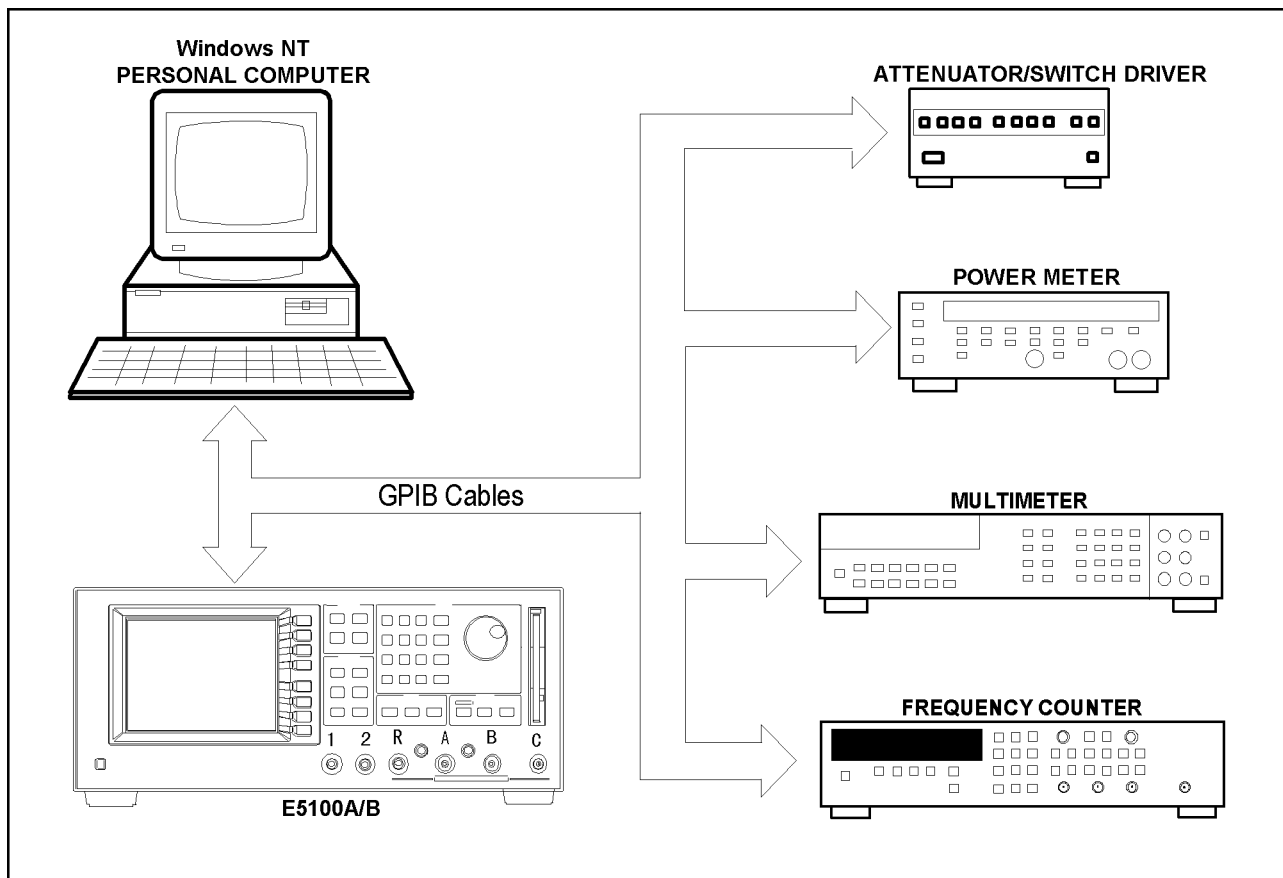 Windows NT
PERSONAL COMPUTER
ATTENUATOR/SWITCH DRIVER
POWER METER
GPIB Cables
MULTIMETER
FREQUENCY COUNTER
1 2 R A B C
E5100A/B